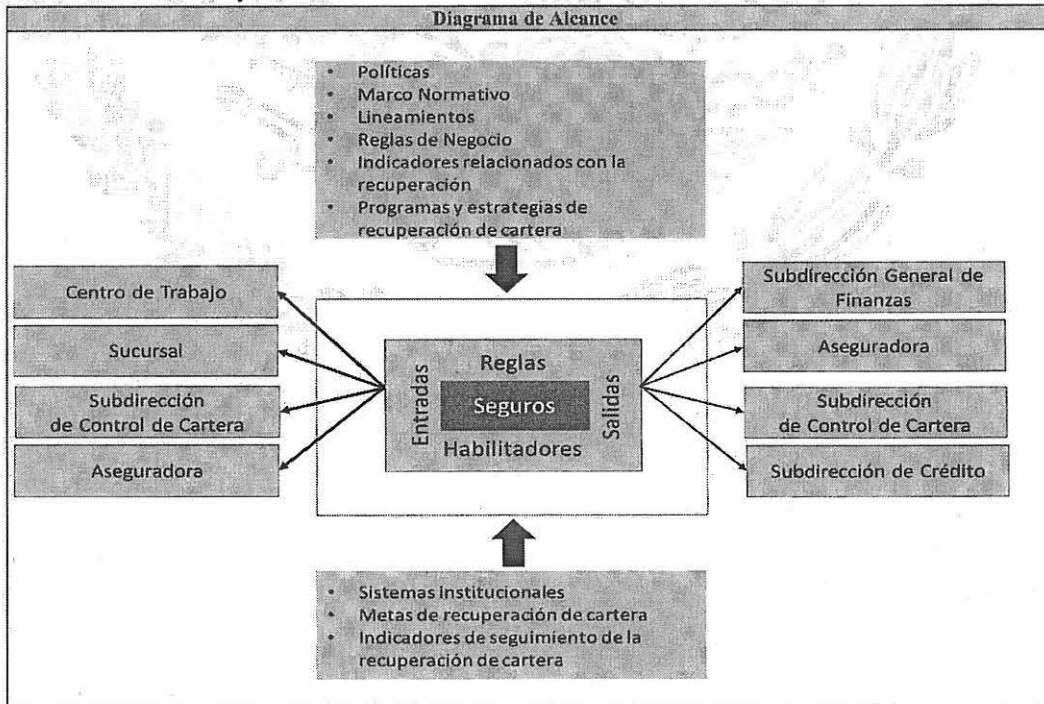 Diagrama de Alcance
• Políticas
• Marco Normativo
• Lineamientos
• Reglas de Negocio
• Indicadores relacionados con la
recuperación
• Programas y estrategias de
recuperación de cartera
Centro de Trabajo
Sucursal
Subdirección
de Control de Cartera
Aseguradora
Entradas
Reglas
Seguros
Habilitadores
Salidas
Subdirección General de
Finanzas
Aseguradora
Subdirección
de Control de Cartera
Subdirección de Crédito
• Sistemas institucionales
• Metas de recuperación de cartera
• Indicadores de seguimiento de la
recuperación de cartera